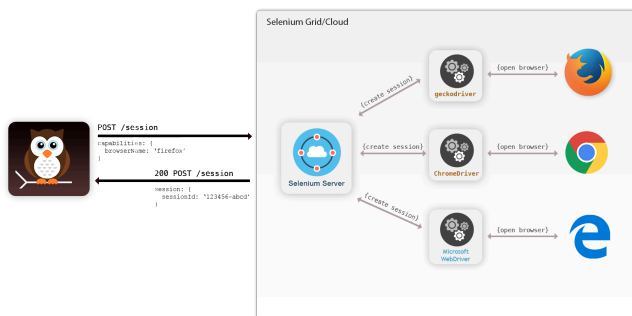 Selenium Grid/Cloud
{open browser}
{create session}
geckodriver
POST /session
capabilities: {
browserName: 'firefox'
}
{create session}
{open browser}
Selenium Server
ChromeDriver
200 POST /session
session: {
sessionId: '123456-abcd'
}
{create session}
{open browser}
Microsoft
WebDriver